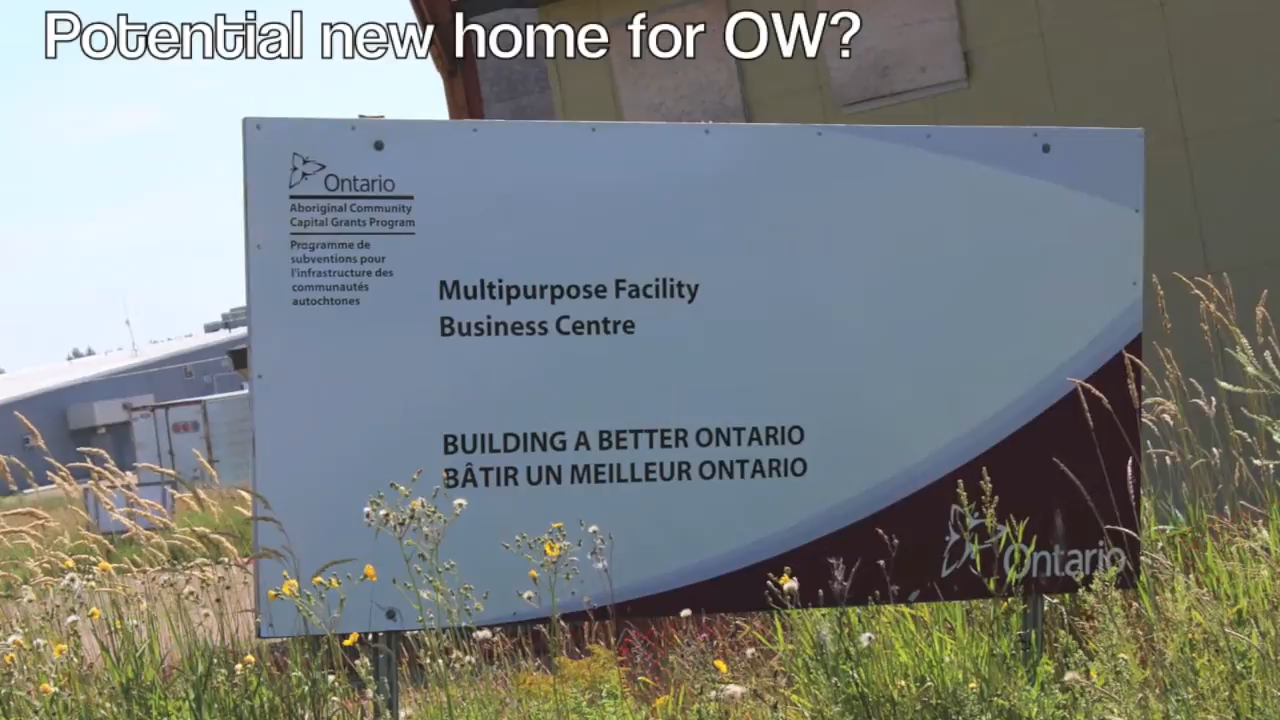 Potential new home for OW?
Ontario
Aboriginal Community
Capital Grants Program
Programme de
subventions pour
l'infrastructure des
communautés
autochtones
Multipurpose Facility
Business Centre
BUILDING A BETTER ONTARIO
BÂTIR UN MEILLEUR ONTARIO
Ontario